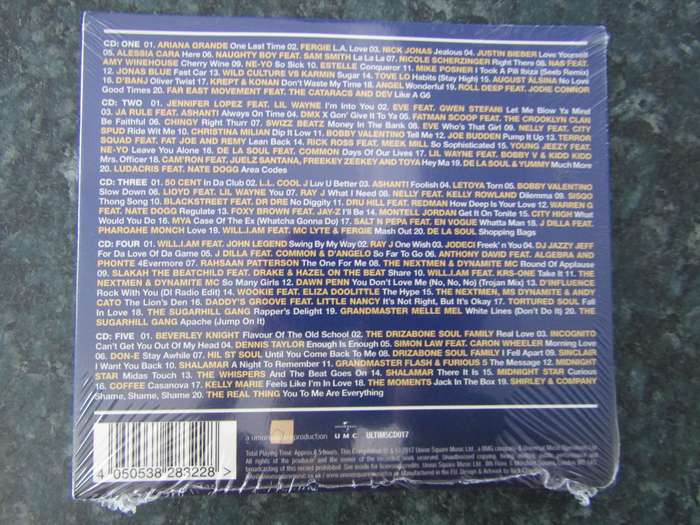 CD: ONE 01. ARIANA GRANDE One Last Time 02. FERGIE L.A. Love 03. NICK JONAS Jealous 04. JUSTIN BIEBER Love Yourself
05. ALESSIA CARA Here 06. NAUGHTY BOY FEAT. SAM SMITH La La La 07. NICOLE SCHERZINGER Right There 08. NAS FEAT.
AMY WINEHOUSE Cherry Wine 09. NE-YO So Sick 10. ESTELLE Conqueror 11. MIKE POSNER I Took A Pill Ibiza (Seeb Remix)
12. JONAS BLUE Fast Car 13. WILD CULTURE VS KARMIN Sugar 14. TOVE LO Habits (Stay High) 15. AUGUST ALSINA No Love
16. D'BANJ Oliver Twist 17. KREPT & KONAN Don't Waste My Time 18. ANGEL Wonderful 19. ROLL DEEP FEAT. JODIE CONNOR
Good Times 20. FAR EAST MOVEMENT FEAT. THE CATARACS AND DEV Like A G6
CD: TWO 01. JENNIFER LOPEZ FEAT. LIL WAYNE I'm Into You 02. EVE FEAT. GWEN STEFANI Let Me Blow Ya Mind
03. JA RULE FEAT. ASHANTI Always On Time 04. DMX X Gon' Give It To Ya 05. FATMAN SCOOP FEAT. THE CROOKLYN CLAN
Be Faithful 06. CHINGY Right Thurr 07. SWIZZ BEATZ Money In The Bank 08. EVE Who's That Girl 09. NELLY FEAT. CITY
SPUD Ride Wit Me 10. CHRISTINA MILIAN Dip It Low 11. BOBBY VALENTINO Tell Me 12. JOE BUDDEN Pump It Up 13. TERROR
SQUAD FEAT. FAT JOE AND REMY Lean Back 14. RICK ROSS FEAT. MEEK MILL So Sophisticated 15. YOUNG JEEZY FEAT.
NE-YO Leave You Alone 16. DE LA SOUL FEAT. COMMON Days Of Our Lives 17. LIL WAYNE FEAT. BOBBY V & KIDD KIDD
Mrs. Officer 18. CAM'RON FEAT. JUELZ SANTANA, FREEKEY ZEEKEY AND TOYA Hey Ma 19. DE LA SOUL & YUMMY Much More
20. LUDACRIS FEAT. NATE DOGG Area Codes
CD: THREE 01. 50 CENT In Da Club 02. L.L. COOL J Luv U Better 03. ASHANTI Foolish 04. LETOYA Torn 05. BOBBY VALENTINO
Slow Down 06. LLOYD FEAT. LIL WAYNE You 07. RAY J What I Need 08. NELLY FEAT. KELLY ROWLAND Dilemma 09. SISQO
Thong Song 10. BLACKSTREET FEAT. DR DRE No Diggity 11. DRU HILL FEAT. REDMAN How Deep Is Your Love 12. WARREN G
FEAT. NATE DOGG Regulate 13. FOXY BROWN FEAT. JAY-Z I'll Be 14. MONTELL JORDAN Get It On Tonite 15. CITY HIGH What
Would You Do 16. MYA Case Of The Ex (Whatcha Gonna Do) 17. SALT N PEPA FEAT. EN VOGUE Whatta Man 18. J DILLA FEAT.
PHAROAHE MONCH Love 19. WILL.I.AM FEAT. MC LYTE & FERGIE Mash Out 20. DE LA SOUL Shopping Bags
CD: FOUR 01. WILL.I.AM FEAT. JOHN LEGEND Swing By My Way 02. RAY J One Wish 03. JODECI Freek' n You 04. DJ JAZZY JEFF
For Da Love Of Da Game 05. J DILLA FEAT. COMMON & D'ANGELO So Far To Go 06. ANTHONY DAVID FEAT. ALGEBRA AND
PHONTE 4Evermore 07. RAHSAAN PATTERSON The One For Me 08. THE NEXTMEN & DYNAMITE MC Round Of Applause
09. SLAKAH THE BEATCHILD FEAT. DRAKE & HAZEL ON THE BEAT Share 10. WILL.I.AM FEAT. KRS-ONE Take It 11. THE
NEXTMEN & DYNAMITE MC So Many Girls 12. DAWN PENN You Don't Love Me (No, No, No) (Trojan Mix) 13. D'INFLUENCE
Rock With You (DI Radio Edit) 14. WOOKIE FEAT. ELIZA DOOLITTLE The Hype 15. THE NEXTMEN, MS DYNAMITE & ANDY
CATO The Lion's Den 16. DADDY'S GROOVE FEAT. LITTLE NANCY It's Not Right, But It's Okay 17. TORTURED SOUL Fall
In Love 18. THE SUGARHILL GANG Rapper's Delight 19. GRANDMASTER MELLE MEL White Lines (Don't Do It) 20. THE
SUGARHILL GANG Apache (Jump On It)
CD: FIVE 01. BEVERLEY KNIGHT Flavour Of The Old School 02. THE DRIZABONE SOUL FAMILY Real Love 03. INCOGNITO
Can't Get You Out Of My Head 04. DENNIS TAYLOR Enough Is Enough 05. SIMON LAW FEAT. CARON WHEELER Morning Love
06. DON-E Stay Awhile 07. HIL ST SOUL Until You Come Back To Me 08. DRIZABONE SOUL FAMILY I Fell Apart 09. SINCLAIR
I Want You Back 10. SHALAMAR A Night To Remember 11. GRANDMASTER FLASH & FURIOUS 5 The Message 12. MIDNIGHT
STAR Midas Touch 13. THE WHISPERS And The Beat Goes On 14. SHALAMAR There It Is 15. MIDNIGHT STAR Curious
16. COFFEE Casanova 17. KELLY MARIE Feels Like I'm In Love 18. THE MOMENTS Jack In The Box 19. SHIRLEY & COMPANY
Shame, Shame, Shame 20. THE REAL THING You To Me Are Everything
4 050538 283228 >
a union production
UNIVERSAL
UMC
ULTIMSCD017